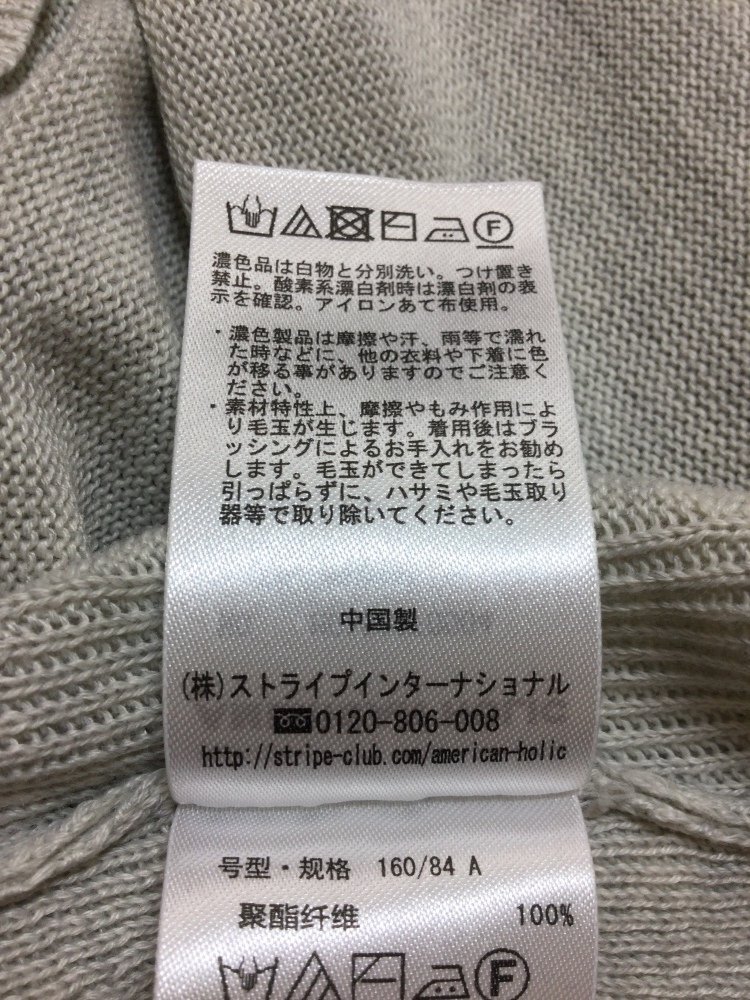 濃色品は白物と分別洗い。つけ置き
禁止。酸素系漂白剤時は漂白剤の表
示を確認。アイロンあて布使用。
・濃色製品は摩擦や汗、雨等で濡れ
た時などに、他の衣料や下着に色
が移る事がありますのでご注意く
ださい。
・素材特性上、摩擦やもみ作用によ
り毛玉が生じます。着用後はブラ
ッシングによるお手入れをお勧め
します。毛玉ができてしまったら
引っぱらずに、ハサミや毛玉取り
器等で取り除いてください。
中国製
(株)ストライプインターナショナル
0120-806-008
http://stripe-club.com/american-holic
号型・规格 160/84 A
聚酯纤维 100%